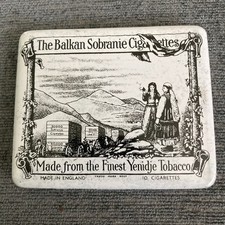 The Balkan Sobranie Cigarettes
Made from the Finest Yenidje Tobacco
MADE IN ENGLAND
10 CIGARETTES